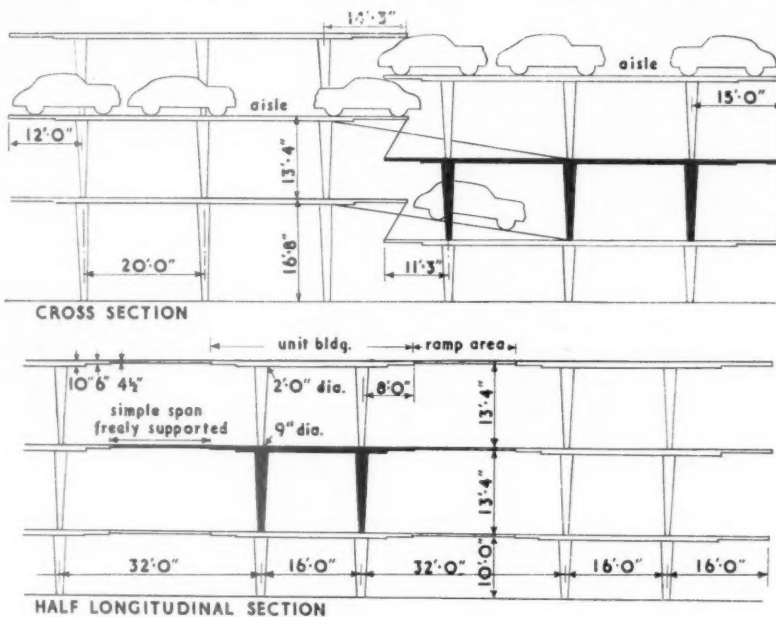 14'·3"
aisle
aisle
15'·0"
12'·0"
13'·4"
20'·0"
16'·8"
11'·3"
CROSS SECTION
unit bldg. ramp area
10" 6" 4½" 2'·0" dia. 8'·0"
simple span
freely supported
9" dia.
13'·4"
13'·4"
10'·0"
32'·0" 16'·0" 32'·0" 16'·0" 16'·0"
HALF LONGITUDINAL SECTION